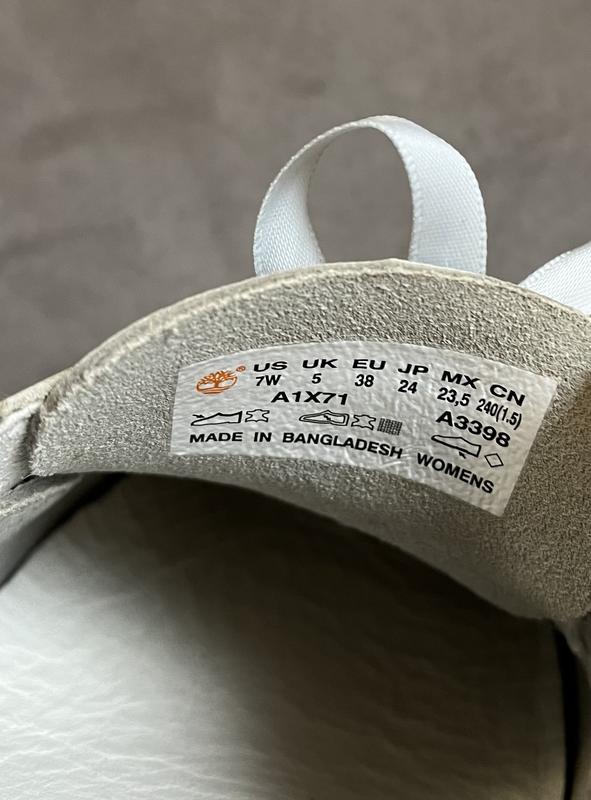 ® US UK EU JP MX CN
7W 5 38 24 23,5 240(1.5)
A1X71 A3398
MADE IN BANGLADESH WOMENS